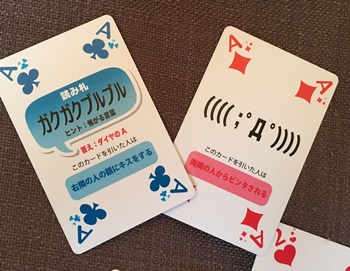 A
読み札
ガクガクブルブル
ヒント:怖がる言葉
答え:ダイヤのA
このカードを引いた人は
右隣の人の頬にキスをする
A
A
A
((((;゚Д゚))))
このカードを引いた人は
両隣の人からビンタされる
A